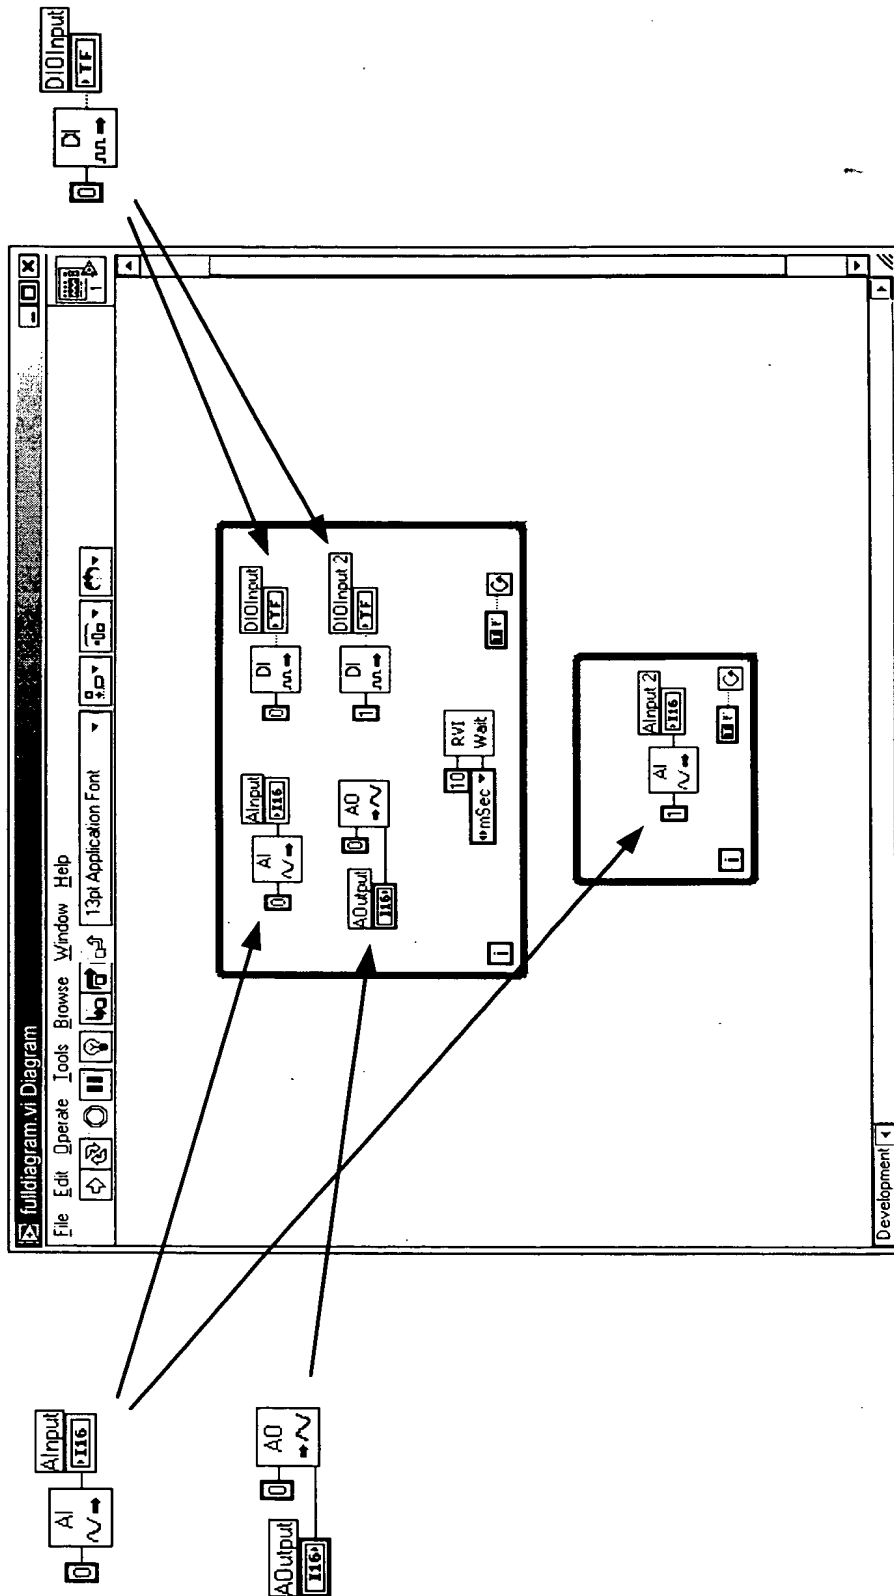 AInput
0
AI
I16
AOutput
I16
0
AO
fulldiagram.vi Diagram
File Edit Operate Tools Browse Window Help
13pt Application Font
1
AInput
0
AI
I16
DIOInput
0
DI
TF
AOutput
I16
0
AO
DIOInput 2
1
DI
TF
10
mSec
RVI
Wait
i
T F
AInput 2
1
AI
I16
i
T F
Development
DIOInput
0
DI
TF